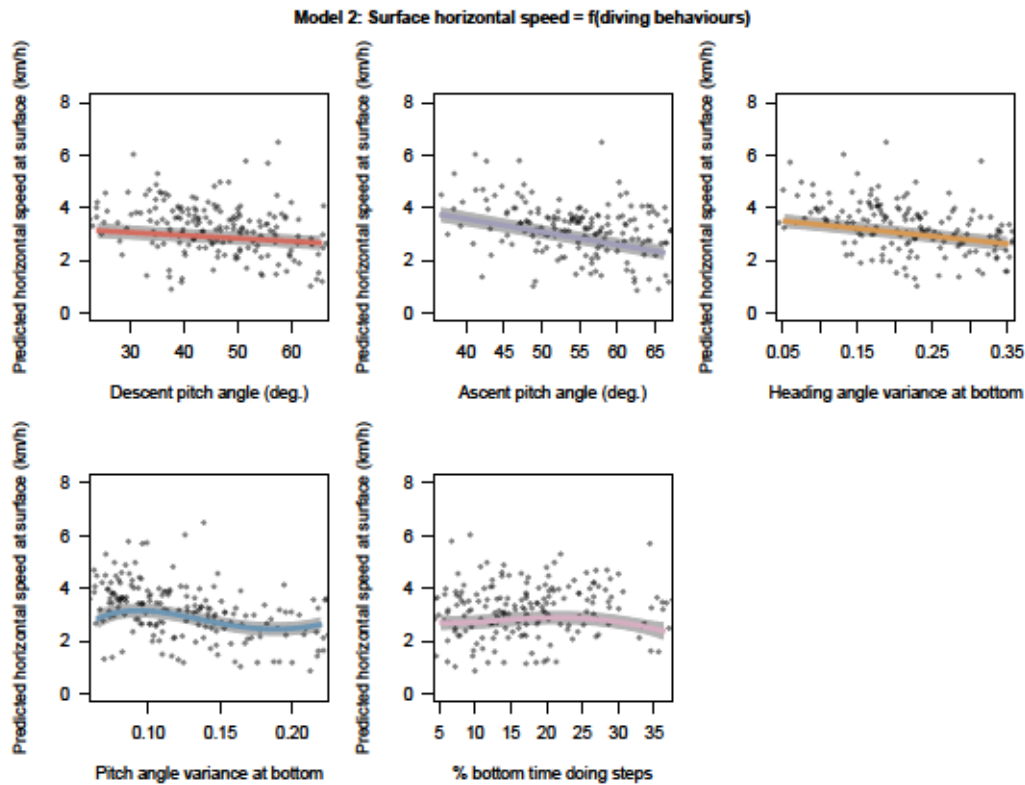 Model 2: Surface horizontal speed = f(diving behaviours)
Predicted horizontal speed at surface (km/h)
8
6
4
2
0
30 40 50 60
Descent pitch angle (deg.)
Predicted horizontal speed at surface (km/h)
8
6
4
2
0
40 45 50 55 60 65
Ascent pitch angle (deg.)
Predicted horizontal speed at surface (km/h)
8
6
4
2
0
0.05 0.15 0.25 0.35
Heading angle variance at bottom
Predicted horizontal speed at surface (km/h)
8
6
4
2
0
0.10 0.15 0.20
Pitch angle variance at bottom
Predicted horizontal speed at surface (km/h)
8
6
4
2
0
5 10 15 20 25 30 35
% bottom time doing steps